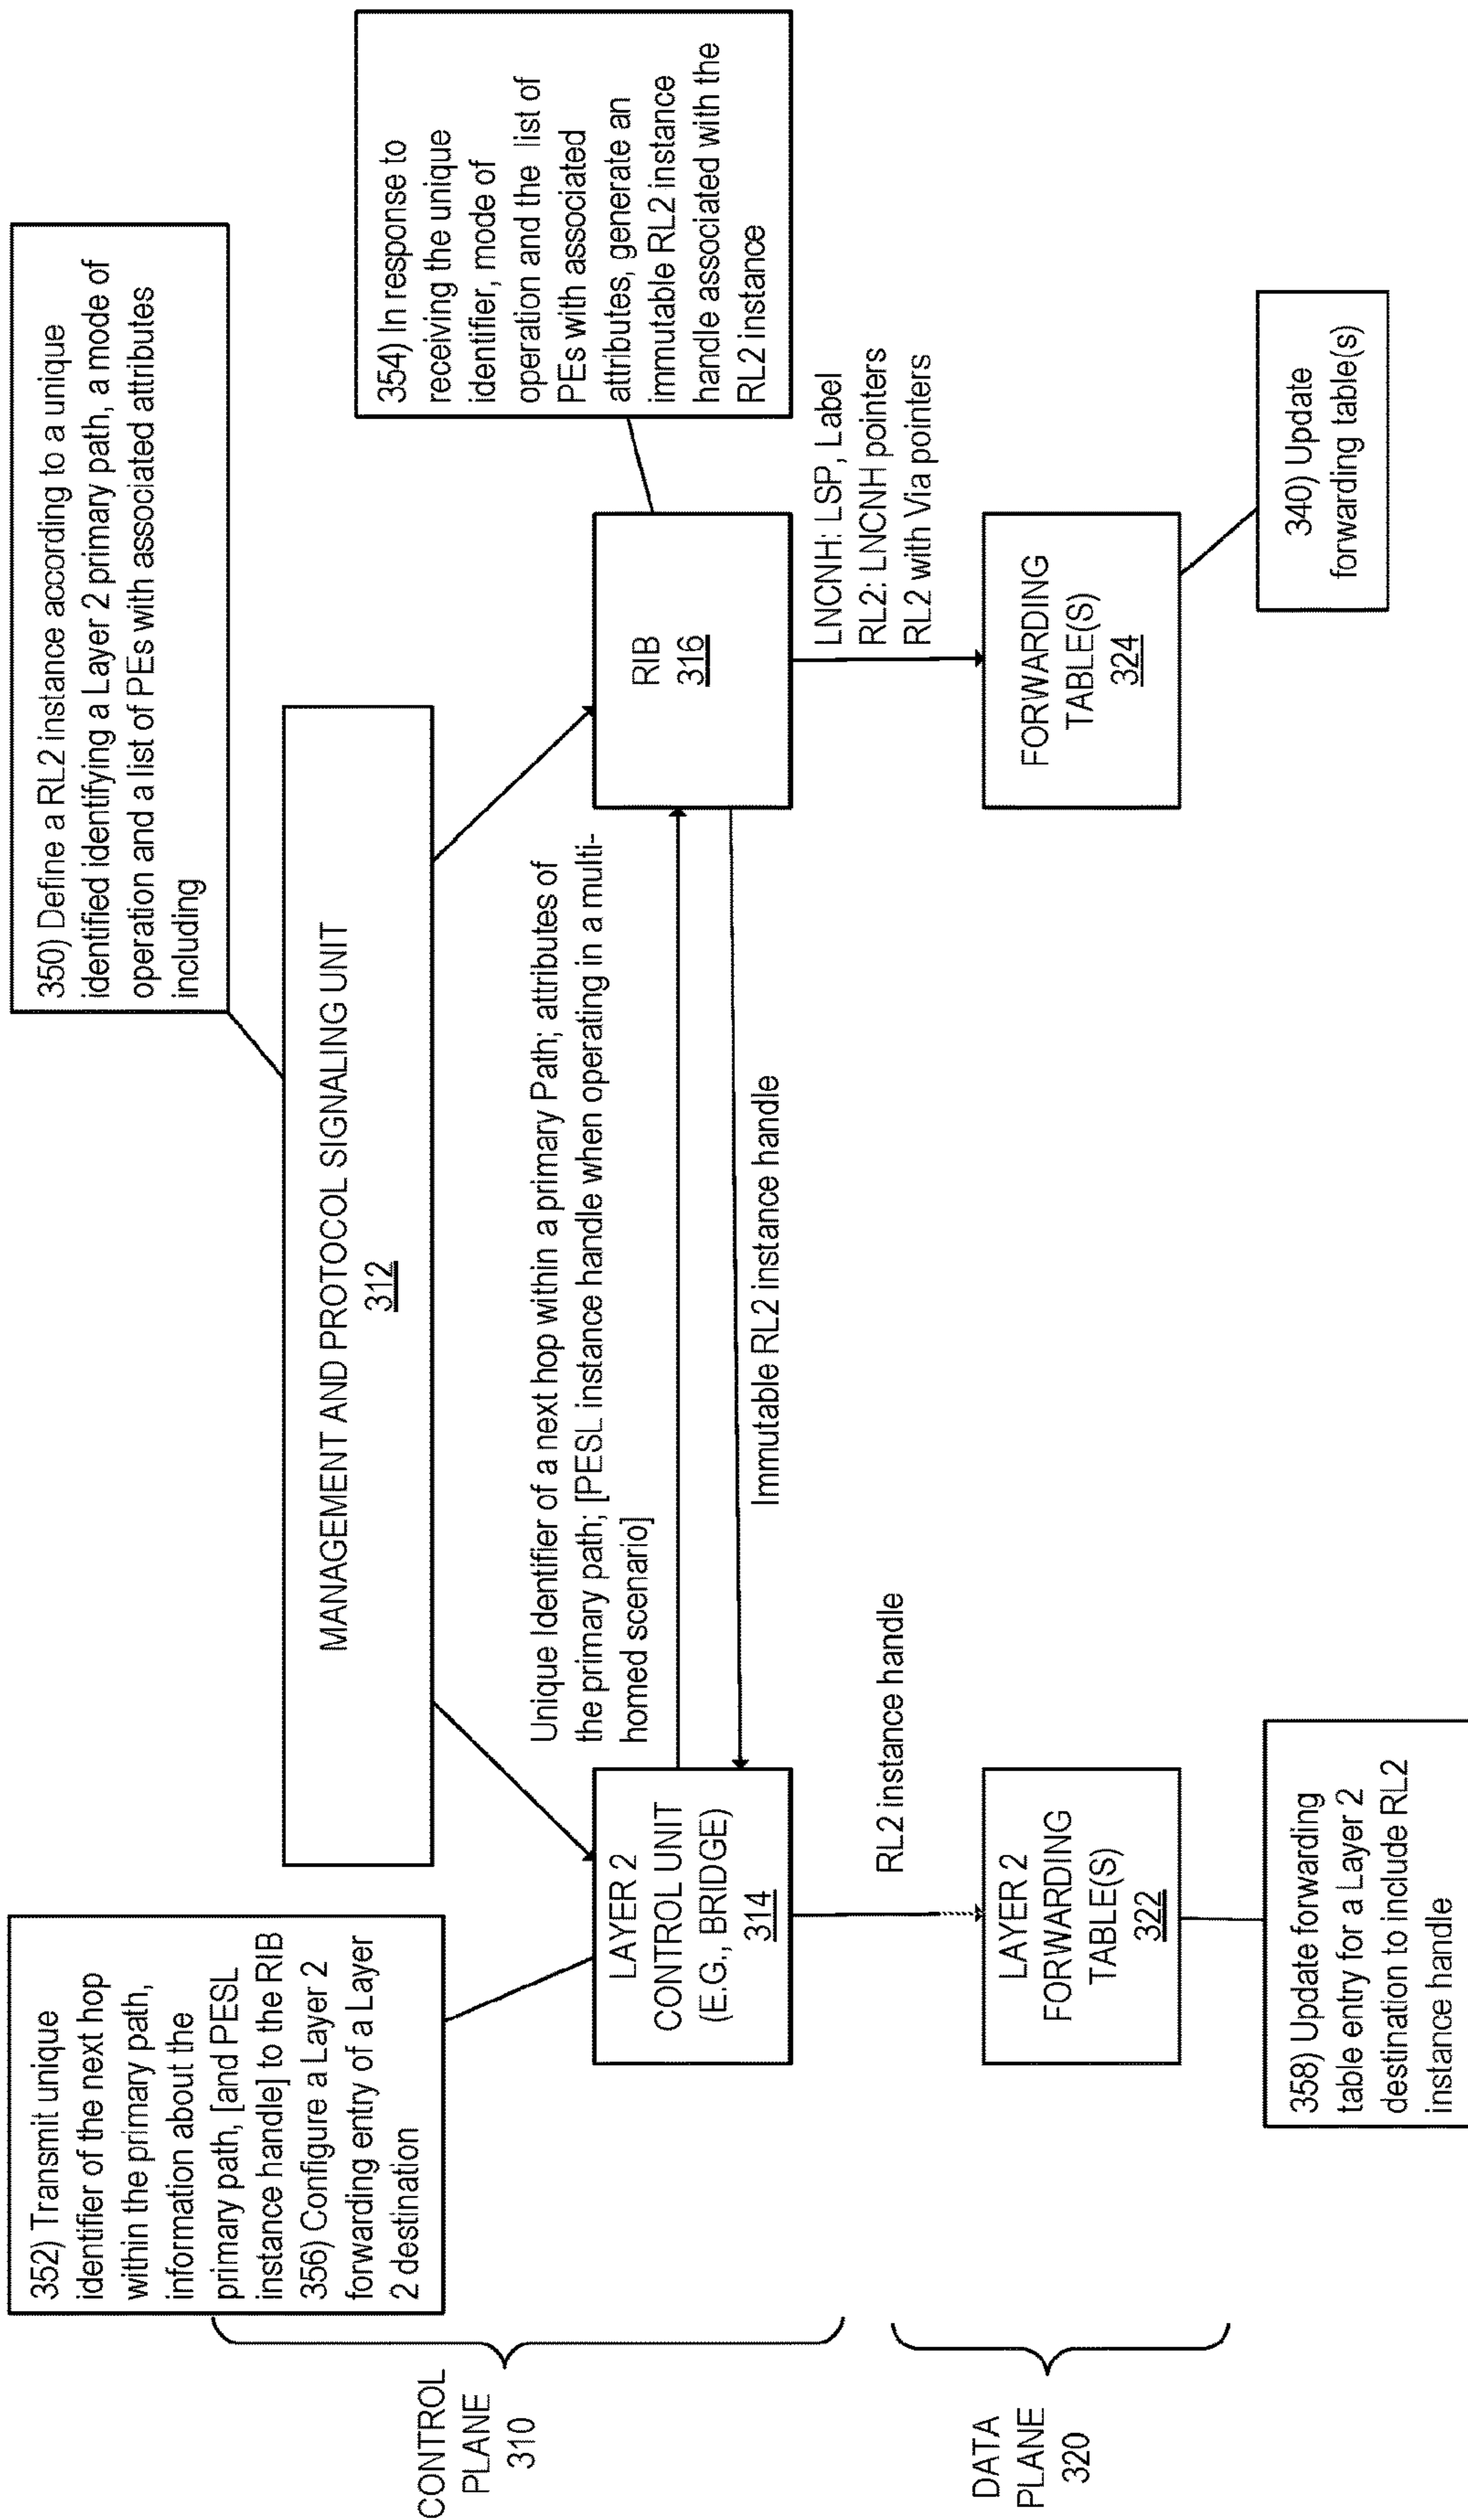 350) Define a RL2 instance according to a unique
identified identifying a Layer 2 primary path, a mode of
operation and a list of PEs with associated attributes
including
352) Transmit unique
identifier of the next hop
within the primary path,
information about the
primary path, [and PESL
instance handle] to the RIB
356) Configure a Layer 2
forwarding entry of a Layer
2 destination
MANAGEMENT AND PROTOCOL SIGNALING UNIT
312
354) In response to
receiving the unique
identifier, mode of
operation and the list of
PEs with associated
attributes, generate an
immutable RL2 instance
handle associated with the
RL2 instance
CONTROL
PLANE
310
Unique Identifier of a next hop within a primary Path; attributes of
the primary path; [PESL instance handle when operating in a multi-
homed scenario]
LAYER 2
CONTROL UNIT
(E.G., BRIDGE)
314
RIB
316
Immutable RL2 instance handle
RL2 instance handle
LNCNH: LSP, Label
RL2: LNCNH pointers
RL2 with Via pointers
DATA
PLANE
320
LAYER 2
FORWARDING
TABLE(S)
322
FORWARDING
TABLE(S)
324
358) Update forwarding
table entry for a Layer 2
destination to include RL2
instance handle
340) Update
forwarding table(s)